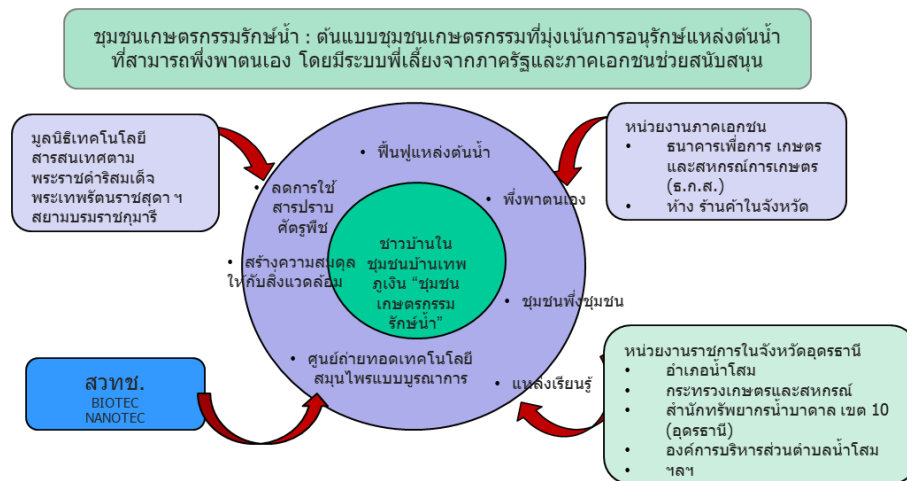 ชุมชนเกษตรกรรมรักษ์น้ำ : ต้นแบบชุมชนเกษตรกรรมที่มุ่งเน้นการอนุรักษ์แหล่งต้นน้ำ
ที่สามารถพึ่งพาตนเอง โดยมีระบบพี่เลี้ยงจากภาครัฐและภาคเอกชนช่วยสนับสนุน
มูลนิธิเทคโนโลยี
สารสนเทศตาม
พระราชดำริสมเด็จ
พระเทพรัตนราชสุดา ฯ
สยามบรมราชกุมารี
หน่วยงานภาคเอกชน
• ธนาคารเพื่อการ เกษตร
และสหกรณ์การเกษตร
(ธ.ก.ส.)
• ห้าง ร้านค้าในจังหวัด
• ฟื้นฟูแหล่งต้นน้ำ
• ลดการใช้
สารปราบ
ศัตรูพืช
• พึ่งพาตนเอง
• สร้างความสมดุล
ให้กับสิ่งแวดล้อม
ชาวบ้านใน
ชุมชนบ้านเทพ
ภูเงิน “ชุมชน
เกษตรกรรม
รักษ์น้ำ”
• ชุมชนพึ่งชุมชน
• ศูนย์ถ่ายทอดเทคโนโลยี
สมุนไพรแบบบูรณาการ
• แหล่งเรียนรู้
สวทช.
BIOTEC
NANOTEC
หน่วยงานราชการในจังหวัดอุดรธานี
• อำเภอน้ำโสม
• กระทรวงเกษตรและสหกรณ์
• สำนักทรัพยากรน้ำบาดาล เขต 10
(อุดรธานี)
• องค์การบริหารส่วนตำบลน้ำโสม
• ฯลฯ